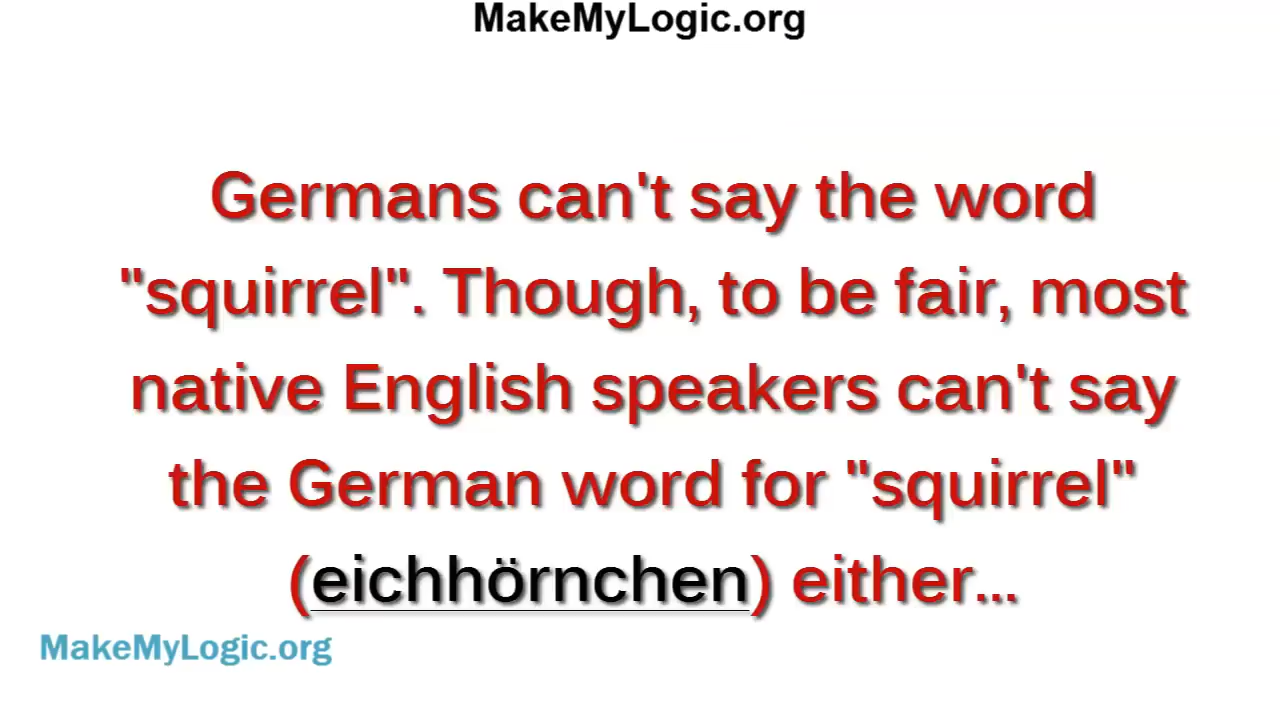 MakeMyLogic.org
Germans can't say the word
"squirrel". Though, to be fair, most
native English speakers can't say
the German word for "squirrel"
(eichhörnchen) either...
MakeMyLogic.org